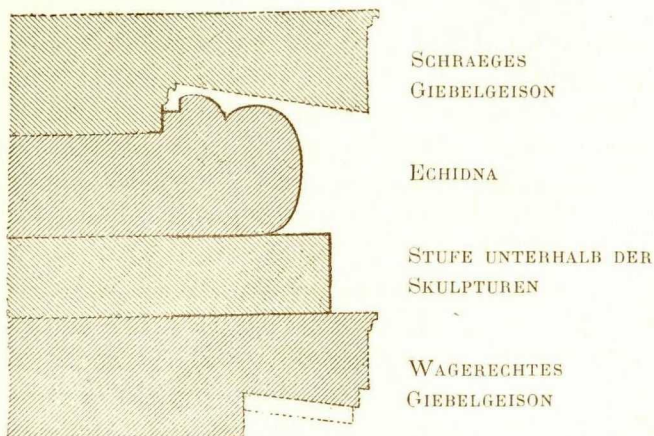 SCHRAEGES
GIEBELGEISON
ECHIDNA
STUFE UNTERHALB DER
SKULPTUREN
WAGERECHTES
GIEBELGEISON